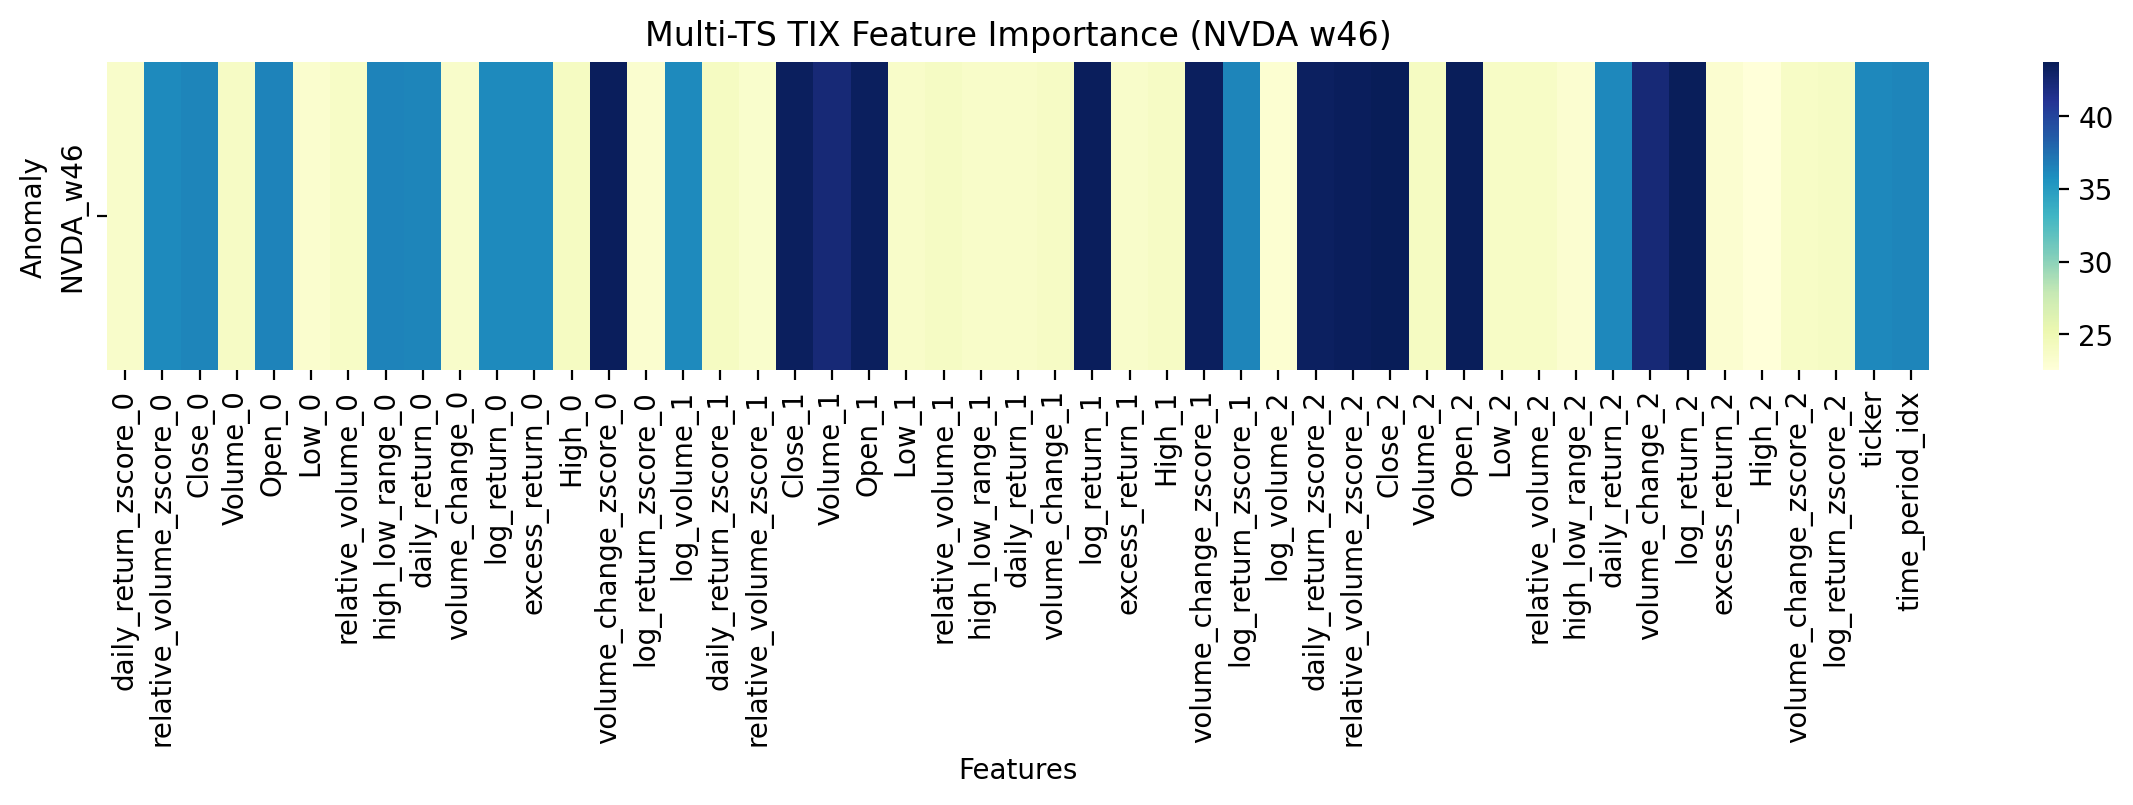 Multi-TS TIX Feature Importance (NVDA w46)
Anomaly
NVDA_w46
40
35
30
25
daily_return_zscore_0
relative_volume_zscore_0
Close_0
Volume_0
Open_0
Low_0
relative_volume_0
high_low_range_0
daily_return_0
volume_change_0
log_return_0
excess_return_0
High_0
volume_change_zscore_0
log_return_zscore_0
log_volume_1
daily_return_zscore_1
relative_volume_zscore_1
Close_1
Volume_1
Open_1
Low_1
relative_volume_1
high_low_range_1
daily_return_1
volume_change_1
log_return_1
excess_return_1
High_1
volume_change_zscore_1
log_return_zscore_1
log_volume_2
daily_return_zscore_2
relative_volume_zscore_2
Close_2
Volume_2
Open_2
Low_2
relative_volume_2
high_low_range_2
daily_return_2
volume_change_2
log_return_2
excess_return_2
High_2
volume_change_zscore_2
log_return_zscore_2
ticker
time_period_idx
Features